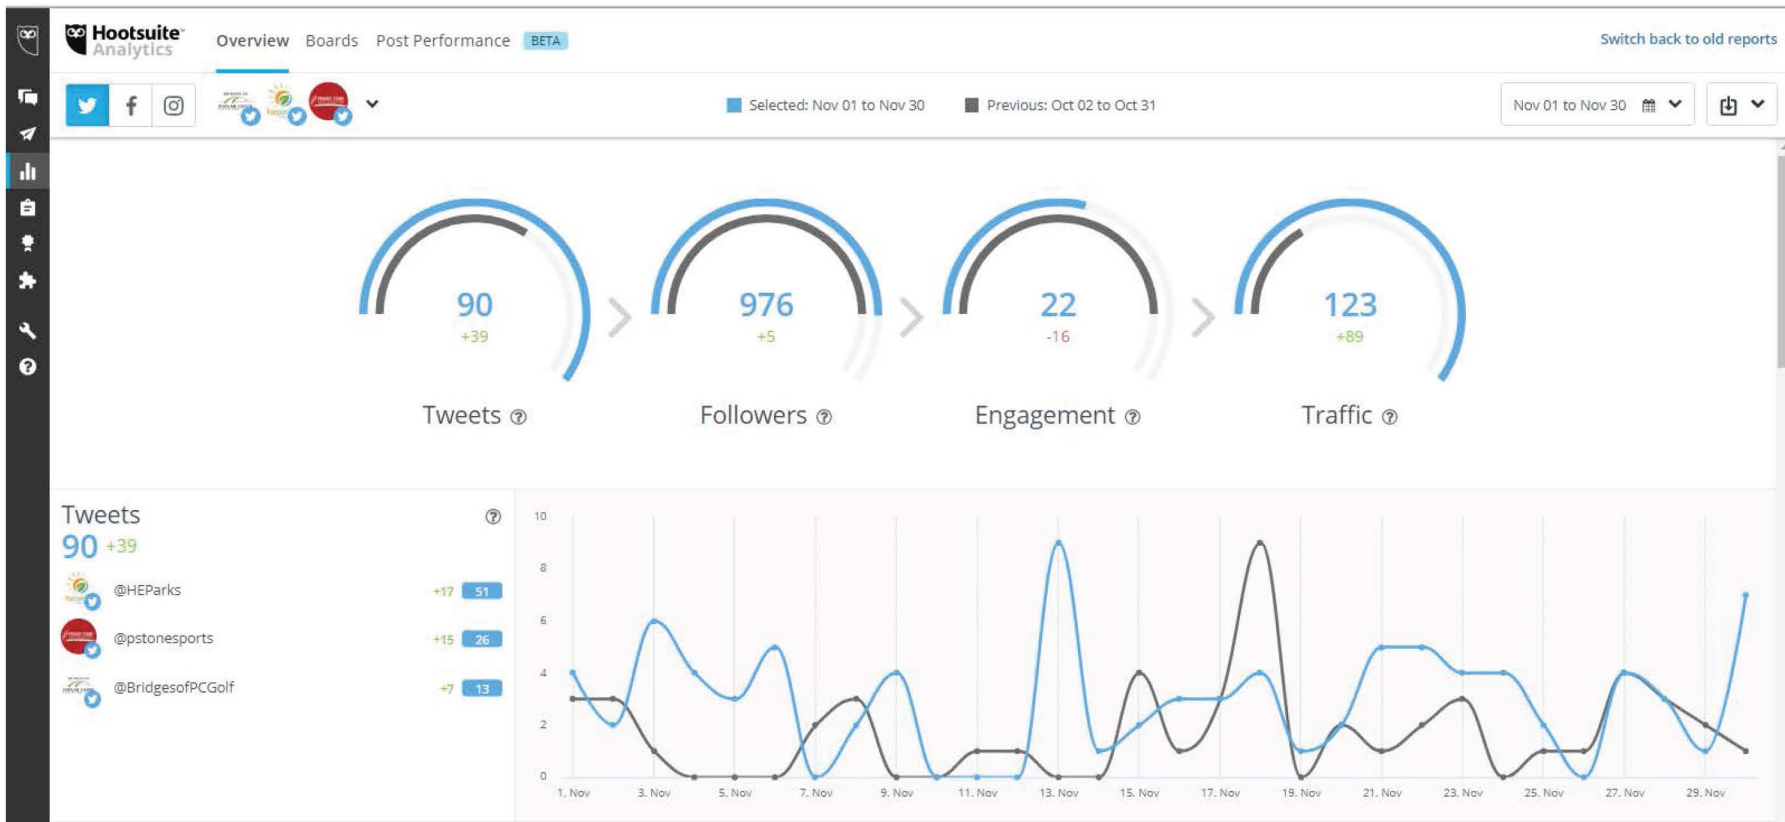 Hootsuite™
Analytics
Overview Boards Post Performance BETA
Switch back to old reports
Selected: Nov 01 to Nov 30
Previous: Oct 02 to Oct 31
Nov 01 to Nov 30
90
+39
Tweets
976
+5
Followers
22
-16
Engagement
123
+89
Traffic
Tweets
90 +39
@HEParks +17 51
@pstonesports +15 26
@BridgesofPCGolf +7 13
10
8
6
4
2
0
1. Nov 3. Nov 5. Nov 7. Nov 9. Nov 11. Nov 13. Nov 15. Nov 17. Nov 19. Nov 21. Nov 23. Nov 25. Nov 27. Nov 29. Nov